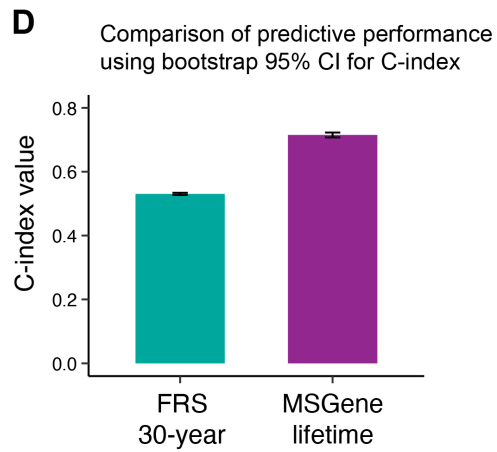 D
Comparison of predictive performance
using bootstrap 95% CI for C-index
C-index value
0.8
0.6
0.4
0.2
0.0
FRS
30-year
MSGene
lifetime